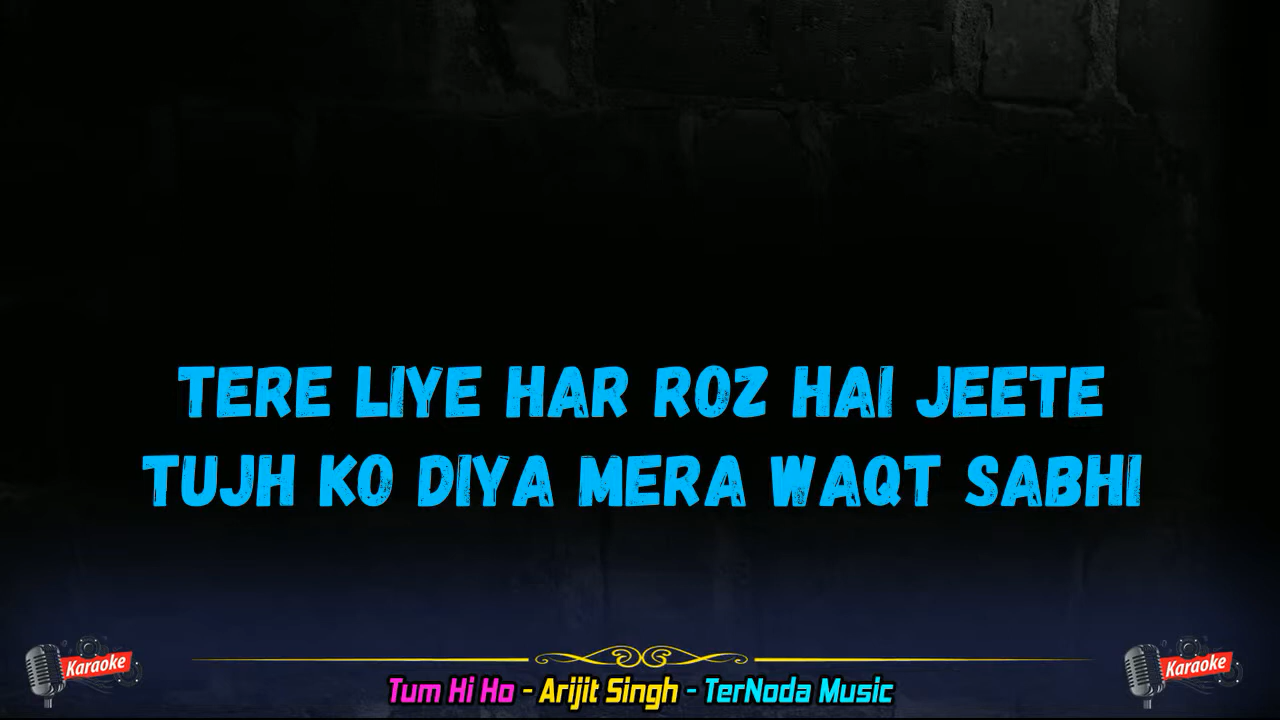 TERE LIYE HAR ROZ HAI JEETE
TUJH KO DIYA MERA WAQT SABHI
Karaoke
Karaoke
Tum Hi Ho - Arijit Singh - TerNoda Music